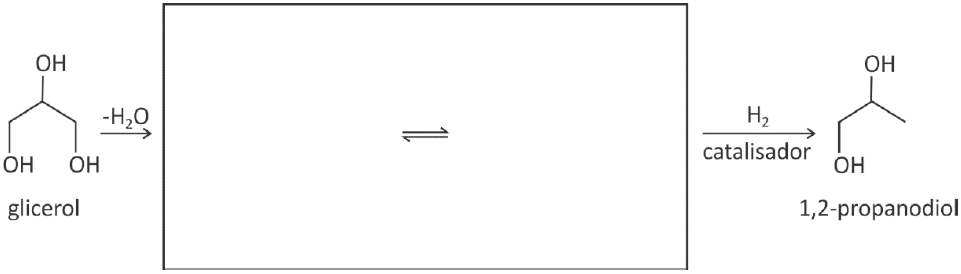 OH
OH
OH
glicerol
-H₂O
⇌
H₂
catalisador
OH
OH
1,2-propanodiol